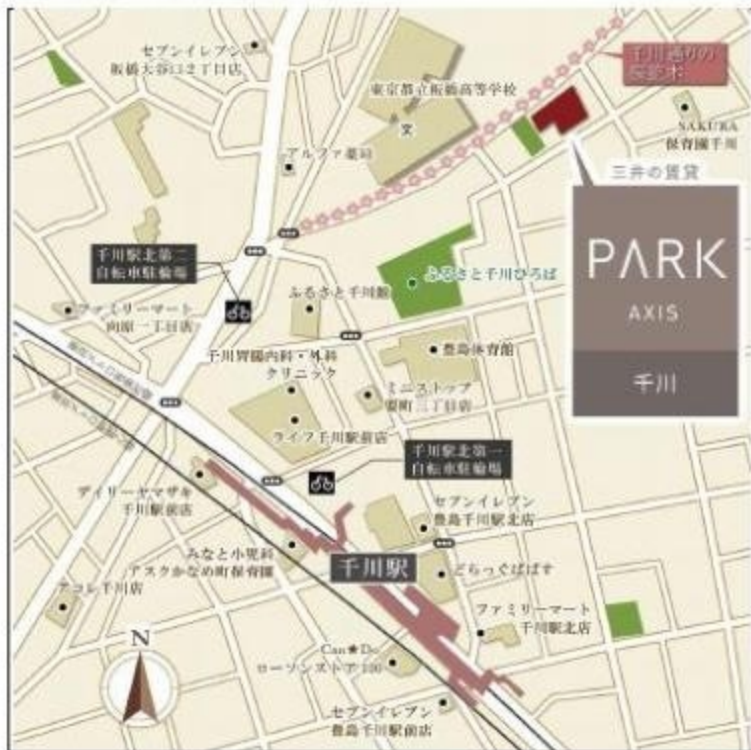 セブンイレブン
板橋大谷口2丁目店
東京都立板橋高等学校
文
千川通りの
桜並木
SAKURA
保育園千川
アルファ薬局
三井の賃貸
PARK
AXIS
千川
千川駅北第二
自転車駐輪場
ふるさと千川ひろば
ふるさと千川館
ファミリーマート
向原一丁目店
豊島体育館
千川胃腸内科・外科
クリニック
ミニストップ
要町三丁目店
ライフ千川駅前店
千川駅北第一
自転車駐輪場
デイリーヤマザキ
千川駅前店
セブンイレブン
豊島千川駅北店
みなと小児科
アスクかなめ町保育園
千川駅
どらっぐぱぱす
アコレ千川店
ファミリーマート
千川駅北店
N
Can★Do
ローソンストア100
セブンイレブン
豊島千川駅前店